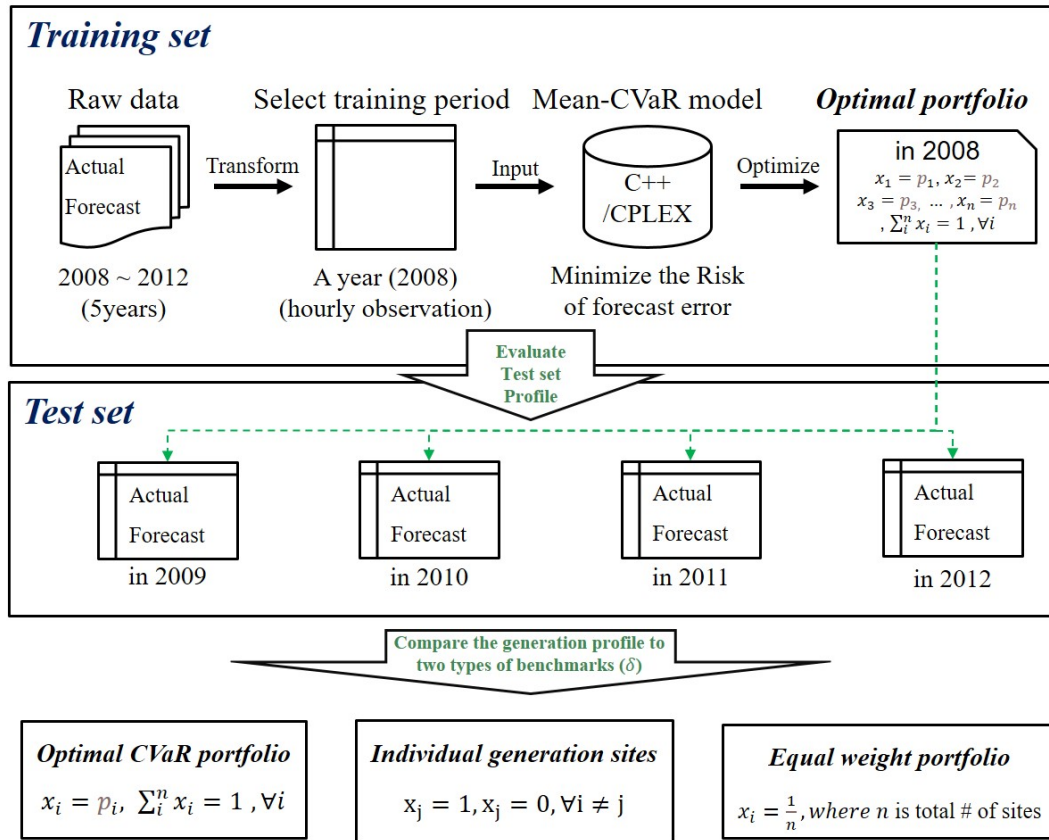 Training set
Raw data
Actual
Forecast
2008 ~ 2012
(5years)
Transform
Select training period
A year (2008)
(hourly observation)
Input
Mean-CVaR model
C++
/CPLEX
Minimize the Risk
of forecast error
Optimize
Optimal portfolio
in 2008
x₁ = p₁, x₂= p₂
x₃ = p₃, … , xₙ = pₙ
, ∑ᵢⁿ xᵢ = 1 , ∀i
Evaluate
Test set
Profile
Test set
Actual
Forecast
in 2009
Actual
Forecast
in 2010
Actual
Forecast
in 2011
Actual
Forecast
in 2012
Compare the generation profile to
two types of benchmarks (δ)
Optimal CVaR portfolio
xᵢ = pᵢ, ∑ᵢⁿ xᵢ = 1 , ∀i
Individual generation sites
xⱼ = 1, xⱼ = 0, ∀i ≠ j
Equal weight portfolio
xᵢ = 1/n, where n is total # of sites